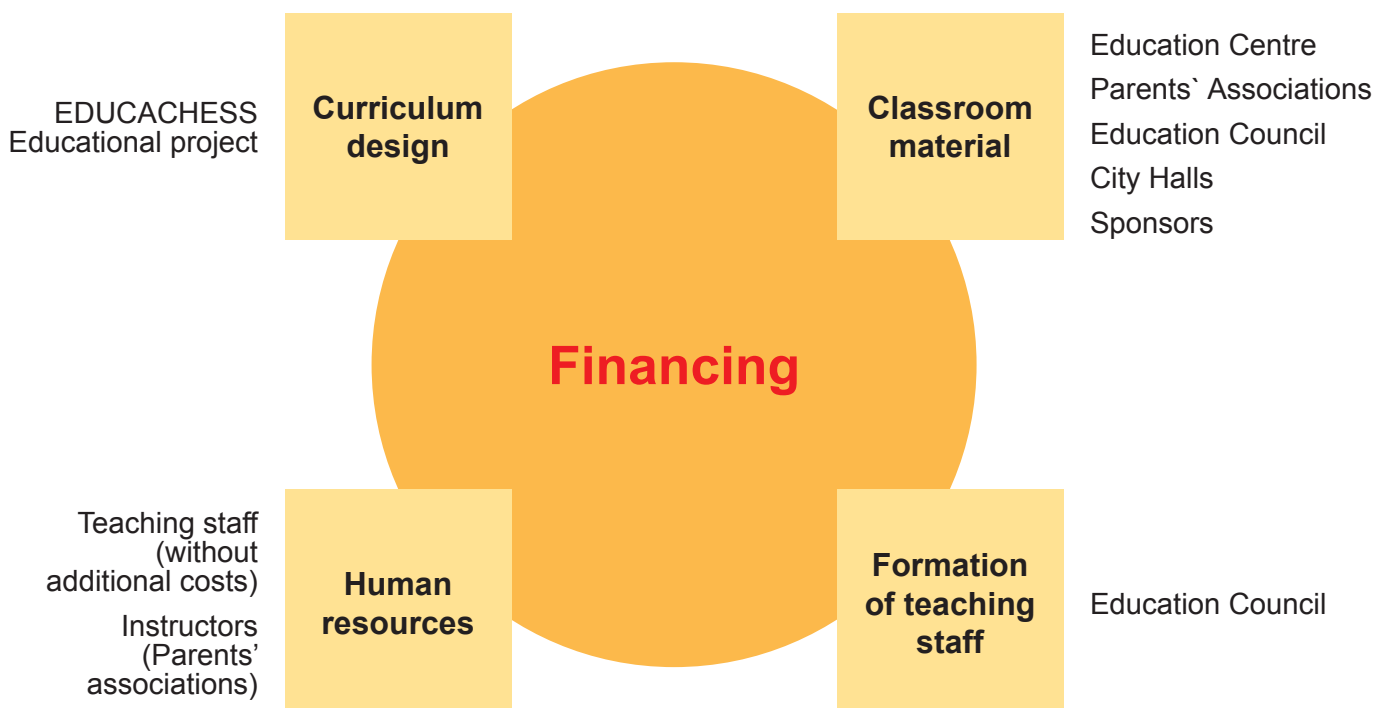 EDUCACHESS
Educational project
Curriculum
design
Classroom
material
Education Centre
Parents` Associations
Education Council
City Halls
Sponsors
Financing
Teaching staff
(without
additional costs)
Instructors
(Parents’
associations)
Human
resources
Formation
of teaching
staff
Education Council